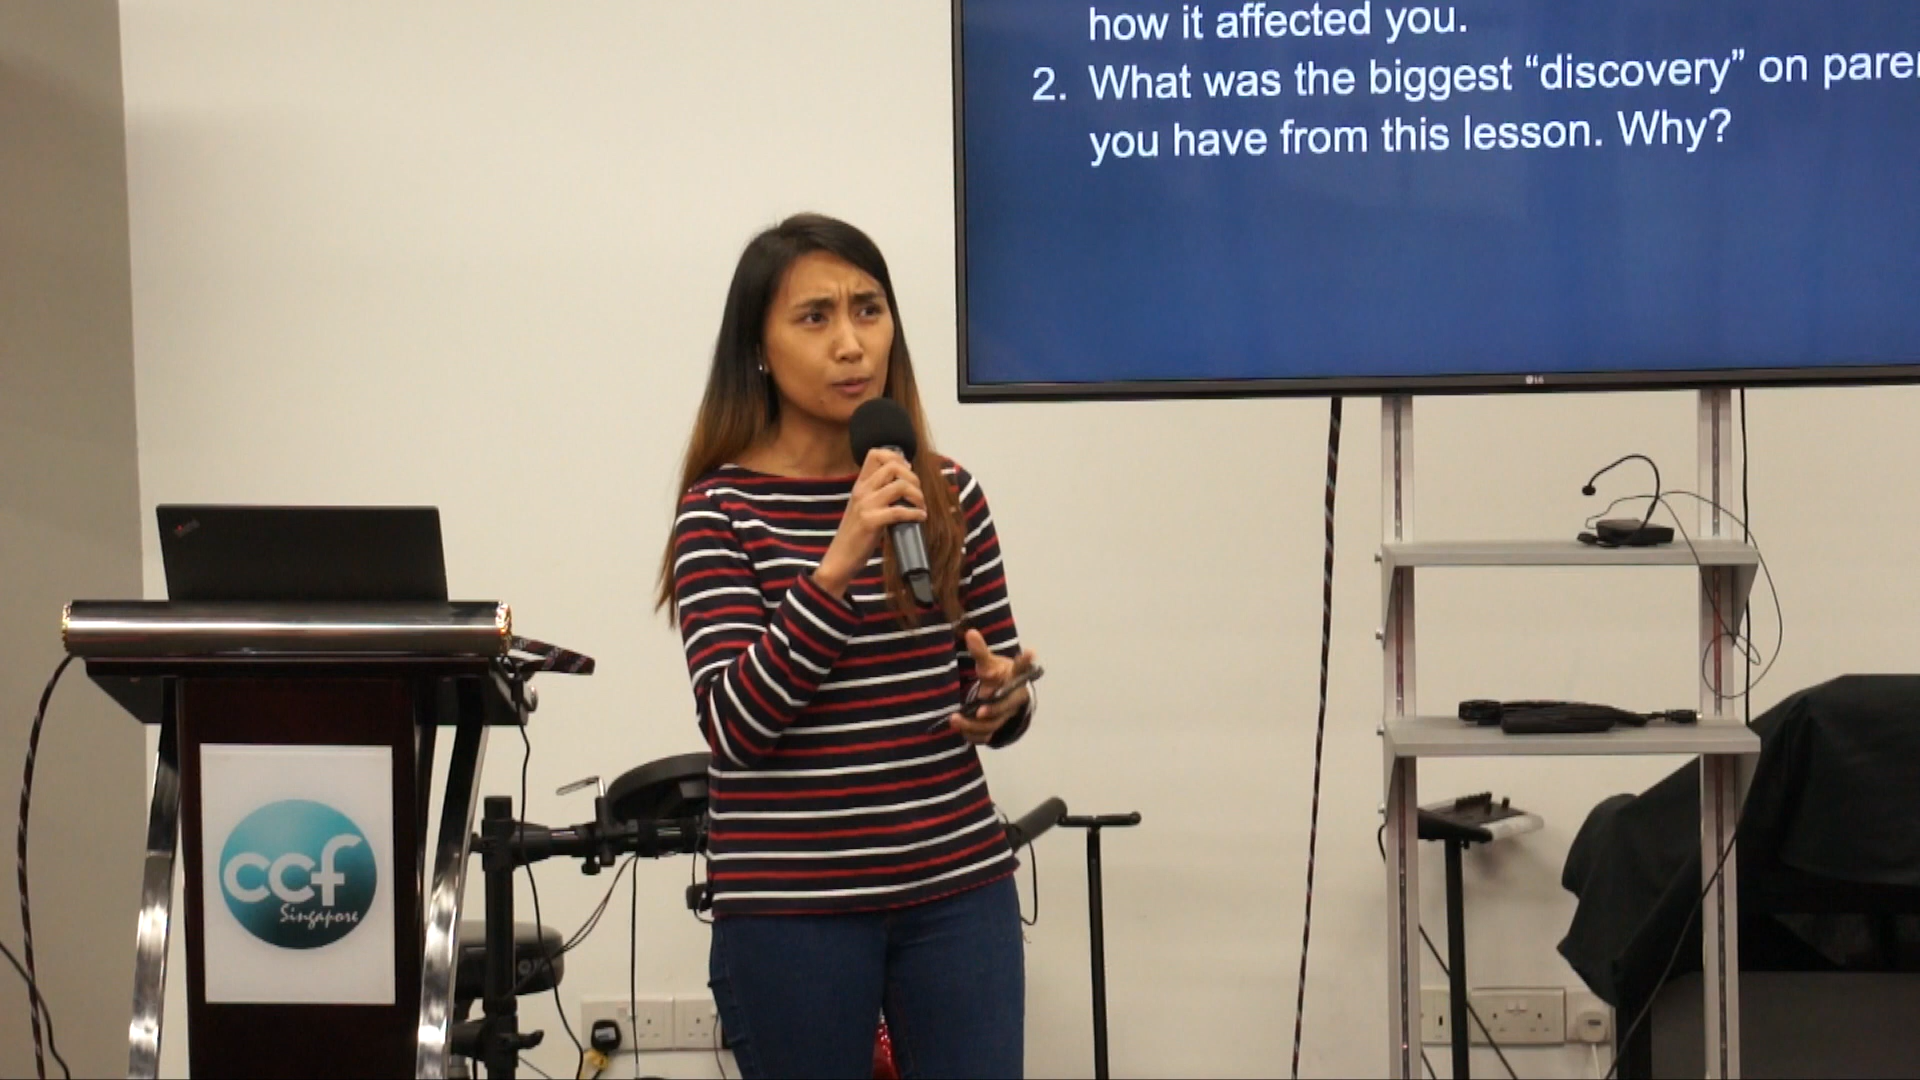 how it affected you.
2. What was the biggest “discovery” on
you have from this lesson. Why?
LG
ccf
Singapore